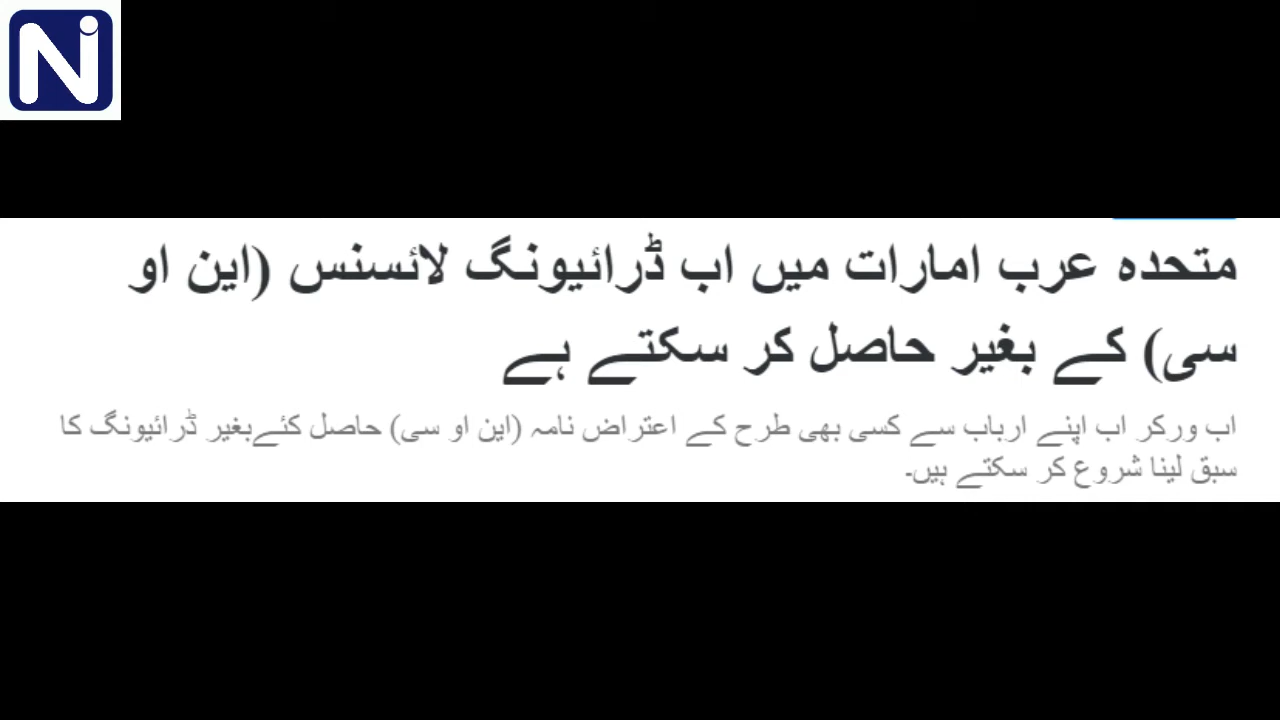 Ni
متحدہ عرب امارات میں اب ڈرائیونگ لائسنس (این او
سی) کے بغیر حاصل کر سکتے ہے
اب ورکر اب اپنے ارباب سے کسی بھی طرح کے اعتراض نامہ (این او سی) حاصل کئےبغیر ڈرائیونگ کا
سبق لینا شروع کر سکتے ہیں۔